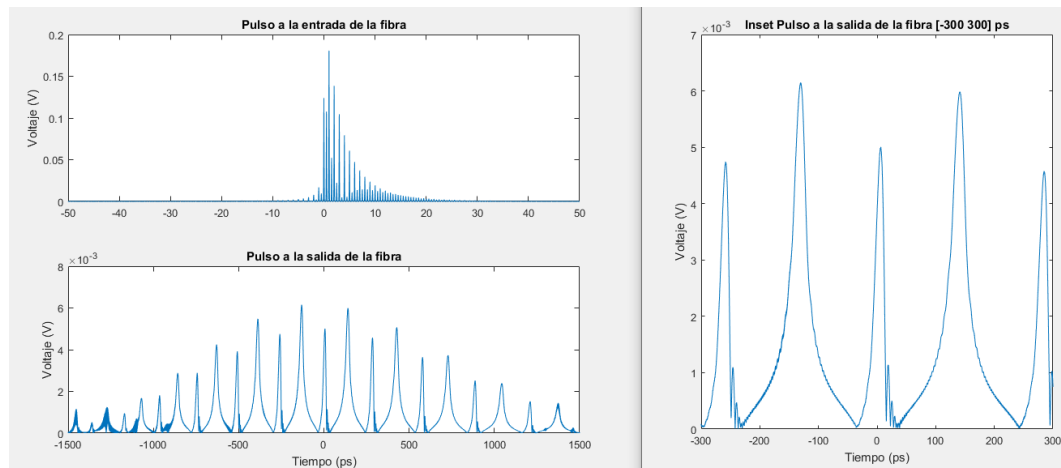 Pulso a la entrada de la fibra
Voltaje (V)
0.2
0.15
0.1
0.05
0
-50 -40 -30 -20 -10 0 10 20 30 40 50
Pulso a la salida de la fibra
×10⁻³
Voltaje (V)
8
6
4
2
0
-1500 -1000 -500 0 500 1000 1500
Tiempo (ps)
Inset Pulso a la salida de la fibra [-300 300] ps
×10⁻³
Voltaje (V)
7
6
5
4
3
2
1
0
-300 -200 -100 0 100 200 300
Tiempo (ps)